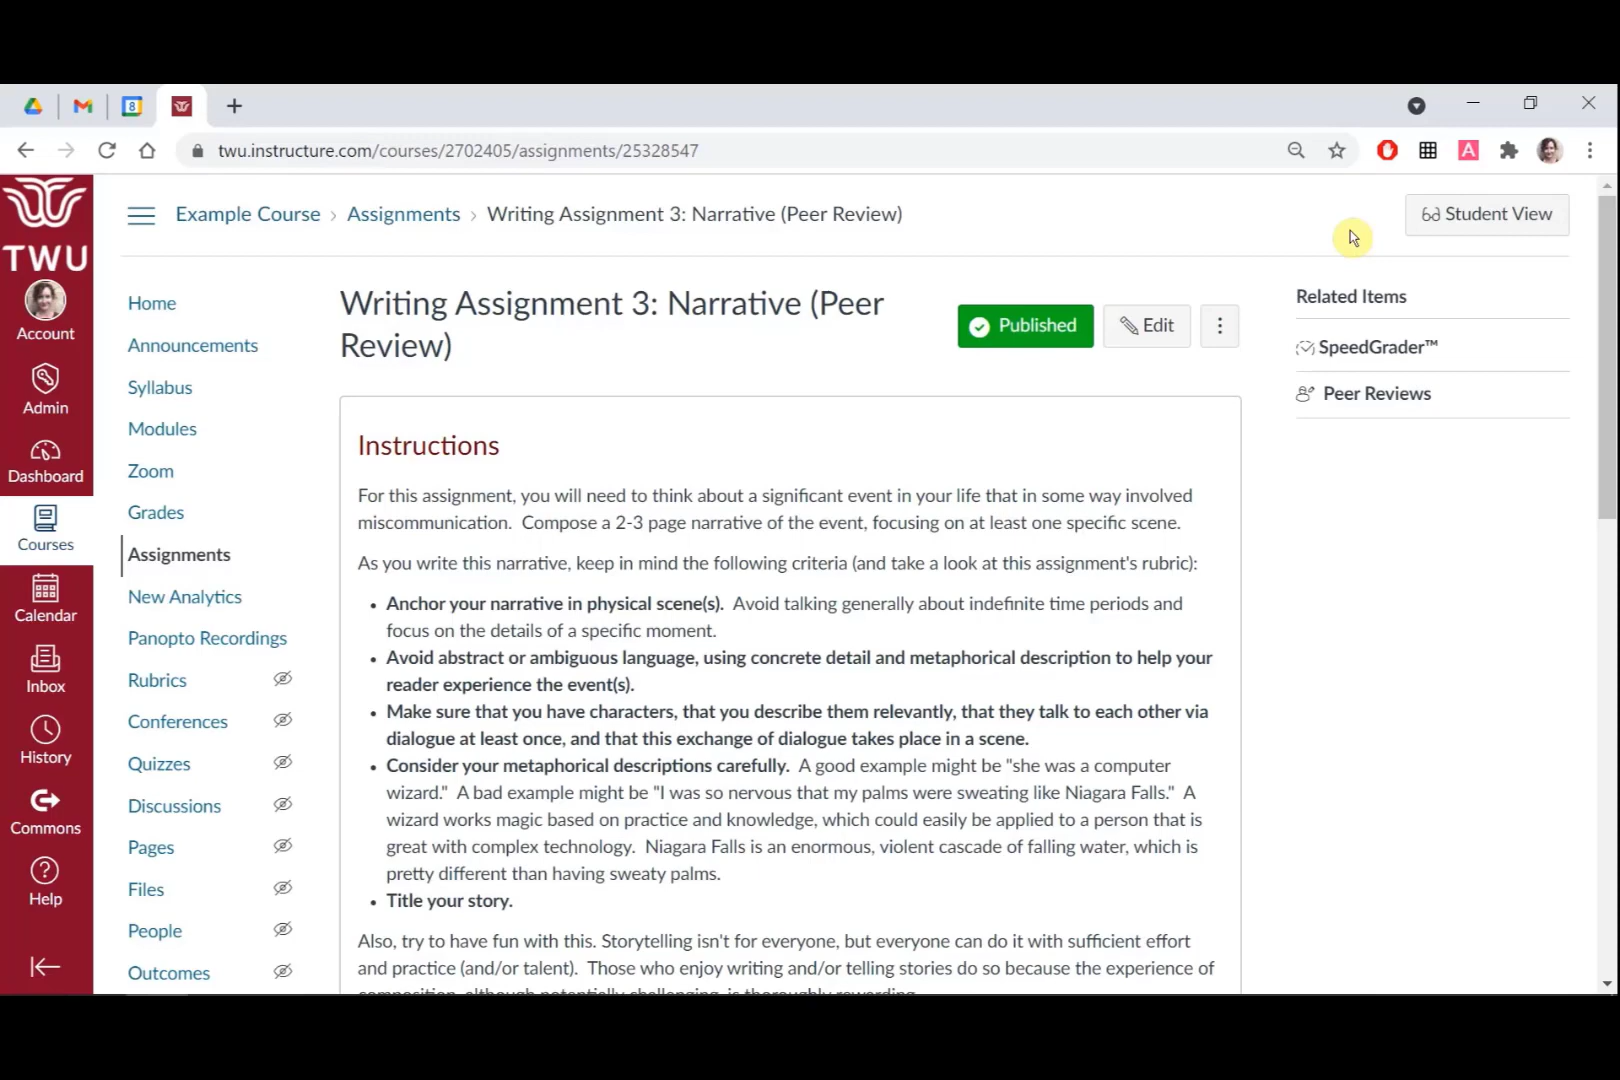 8
twu.instructure.com/courses/2702405/assignments/25328547
A
TWU
Account
Admin
Dashboard
Courses
Calendar
Inbox
History
Commons
Help
Example Course › Assignments › Writing Assignment 3: Narrative (Peer Review)
Student View
Home
Announcements
Syllabus
Modules
Zoom
Grades
Assignments
New Analytics
Panopto Recordings
Rubrics
Conferences
Quizzes
Discussions
Pages
Files
People
Outcomes
Writing Assignment 3: Narrative (Peer
Review)
Published
Edit
Instructions
For this assignment, you will need to think about a significant event in your life that in some way involved
miscommunication. Compose a 2-3 page narrative of the event, focusing on at least one specific scene.
As you write this narrative, keep in mind the following criteria (and take a look at this assignment's rubric):
• Anchor your narrative in physical scene(s). Avoid talking generally about indefinite time periods and
focus on the details of a specific moment.
• Avoid abstract or ambiguous language, using concrete detail and metaphorical description to help your
reader experience the event(s).
• Make sure that you have characters, that you describe them relevantly, that they talk to each other via
dialogue at least once, and that this exchange of dialogue takes place in a scene.
• Consider your metaphorical descriptions carefully. A good example might be "she was a computer
wizard." A bad example might be "I was so nervous that my palms were sweating like Niagara Falls." A
wizard works magic based on practice and knowledge, which could easily be applied to a person that is
great with complex technology. Niagara Falls is an enormous, violent cascade of falling water, which is
pretty different than having sweaty palms.
• Title your story.
Also, try to have fun with this. Storytelling isn't for everyone, but everyone can do it with sufficient effort
and practice (and/or talent). Those who enjoy writing and/or telling stories do so because the experience of
composition, although potentially challenging, is thoroughly rewarding.
Related Items
SpeedGrader™
Peer Reviews